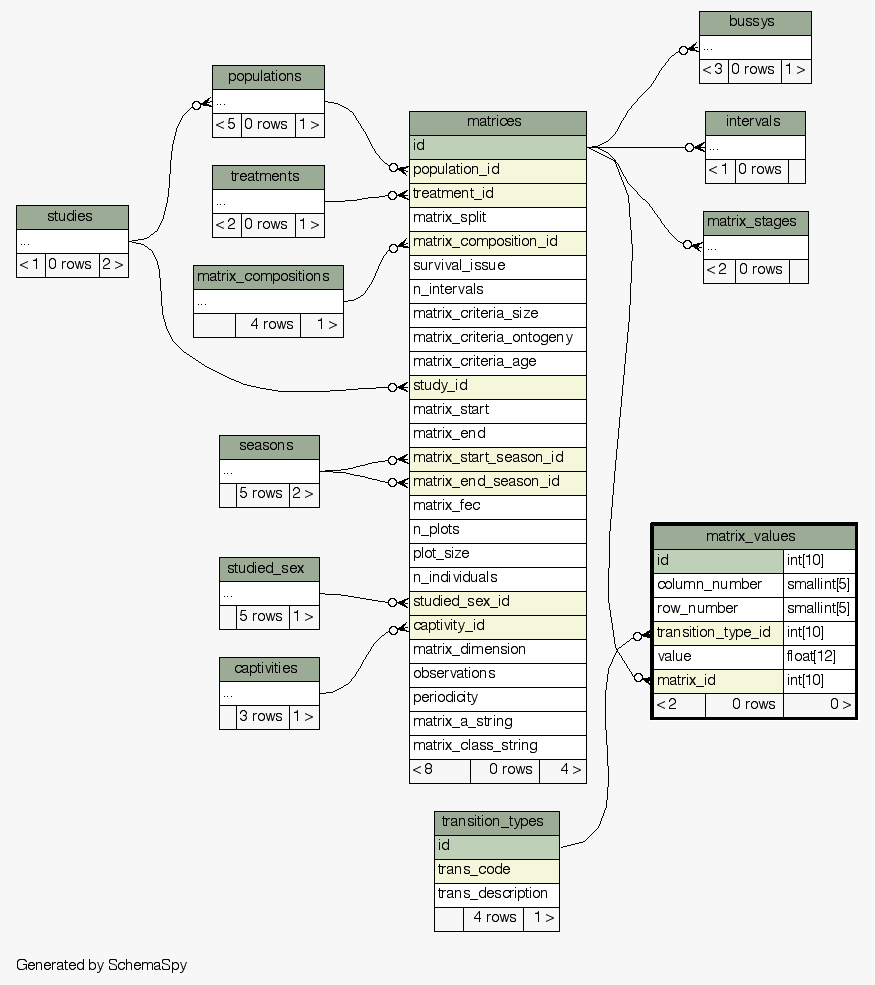 bussys
...
< 3 0 rows 1 >
populations
...
< 5 0 rows 1 >
matrices
id
population_id
treatment_id
matrix_split
matrix_composition_id
survival_issue
n_intervals
matrix_criteria_size
matrix_criteria_ontogeny
matrix_criteria_age
study_id
matrix_start
matrix_end
matrix_start_season_id
matrix_end_season_id
matrix_fec
n_plots
plot_size
n_individuals
studied_sex_id
captivity_id
matrix_dimension
observations
periodicity
matrix_a_string
matrix_class_string
< 8 0 rows 4 >
intervals
...
< 1 0 rows
treatments
...
< 2 0 rows 1 >
studies
...
< 1 0 rows 2 >
matrix_stages
...
< 2 0 rows
matrix_compositions
...
4 rows 1 >
seasons
...
5 rows 2 >
studied_sex
...
5 rows 1 >
captivities
...
3 rows 1 >
matrix_values
id int[10]
column_number smallint[5]
row_number smallint[5]
transition_type_id int[10]
value float[12]
matrix_id int[10]
< 2 0 rows 0 >
transition_types
id
trans_code
trans_description
4 rows 1 >
Generated by SchemaSpy